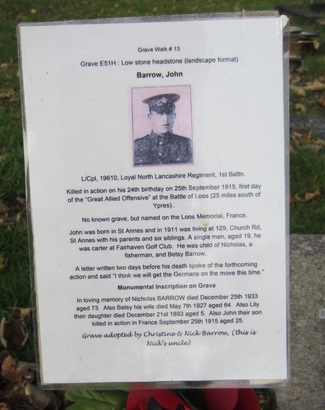 Grave Walk # 13
Grave E51H : Low stone headstone (landscape format)
Barrow, John
L/Cpl, 19610, Loyal North Lancashire Regiment, 1st Battn.
Killed in action on his 24th birthday on 25th September 1915, first day
of the "Great Allied Offensive" at the Battle of Loos (25 miles south of
Ypres).
No known grave, but named on the Loos Memorial, France.
John was born in St Annes and in 1911 was living at 129, Church Rd,
St Annes with his parents and six siblings. A single man, aged 19, he
was carter at Fairhaven Golf Club. He was child of Nicholas, a
fisherman, and Betsy Barrow.
A letter written two days before his death spoke of the forthcoming
action and said "I think we will get the Germans on the move this time."
Monumental Inscription on Grave
In loving memory of Nicholas BARROW died December 25th 1933
aged 73. Also Betsy his wife died May 7th 1927 aged 64. Also Lily
their daughter died December 21st 1893 aged 5. Also John their son
killed in action in France September 25th 1915 aged 25.
Grave adopted by Christine & Nick Barrow, (this is
Nick's uncle)